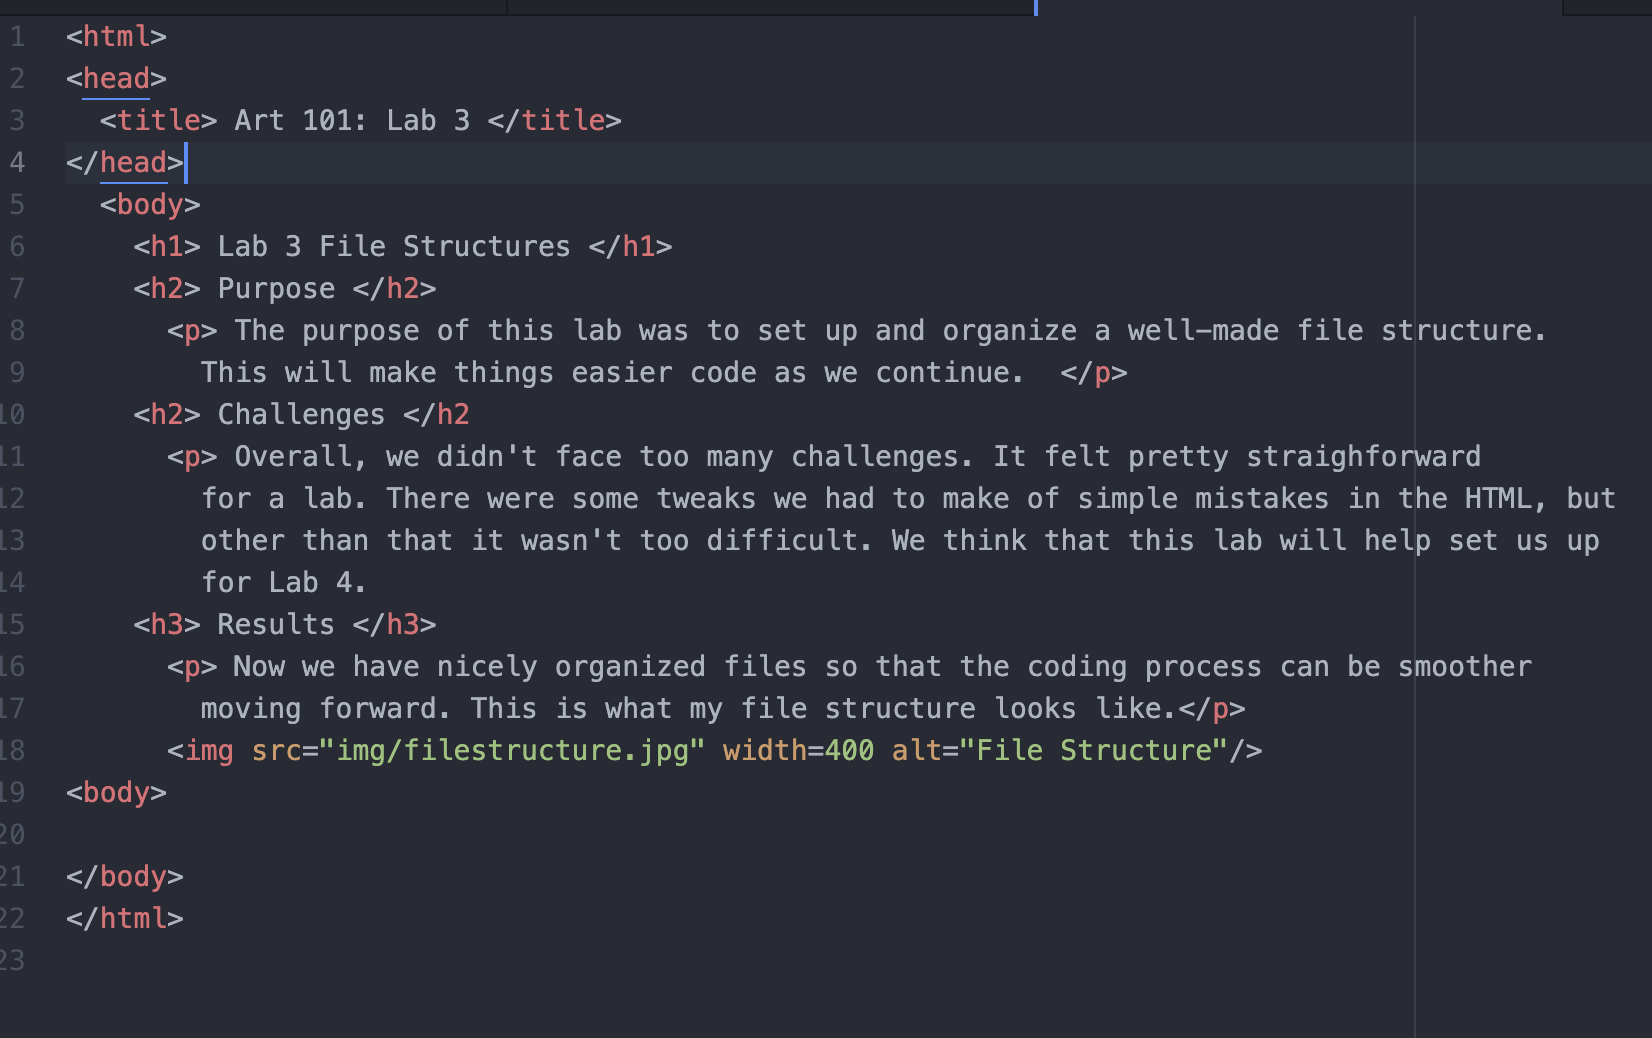 1 <html>
2 <head>
3 <title> Art 101: Lab 3 </title>
4 </head>
5 <body>
6 <h1> Lab 3 File Structures </h1>
7 <h2> Purpose </h2>
8 <p> The purpose of this lab was to set up and organize a well-made file structure.
9 This will make things easier code as we continue.  </p>
10 <h2> Challenges </h2
11 <p> Overall, we didn't face too many challenges. It felt pretty straighforward
12 for a lab. There were some tweaks we had to make of simple mistakes in the HTML, but
13 other than that it wasn't too difficult. We think that this lab will help set us up
14 for Lab 4.
15 <h3> Results </h3>
16 <p> Now we have nicely organized files so that the coding process can be smoother
17 moving forward. This is what my file structure looks like.</p>
18 <img src="img/filestructure.jpg" width=400 alt="File Structure"/>
19 <body>
20
21 </body>
22 </html>
23